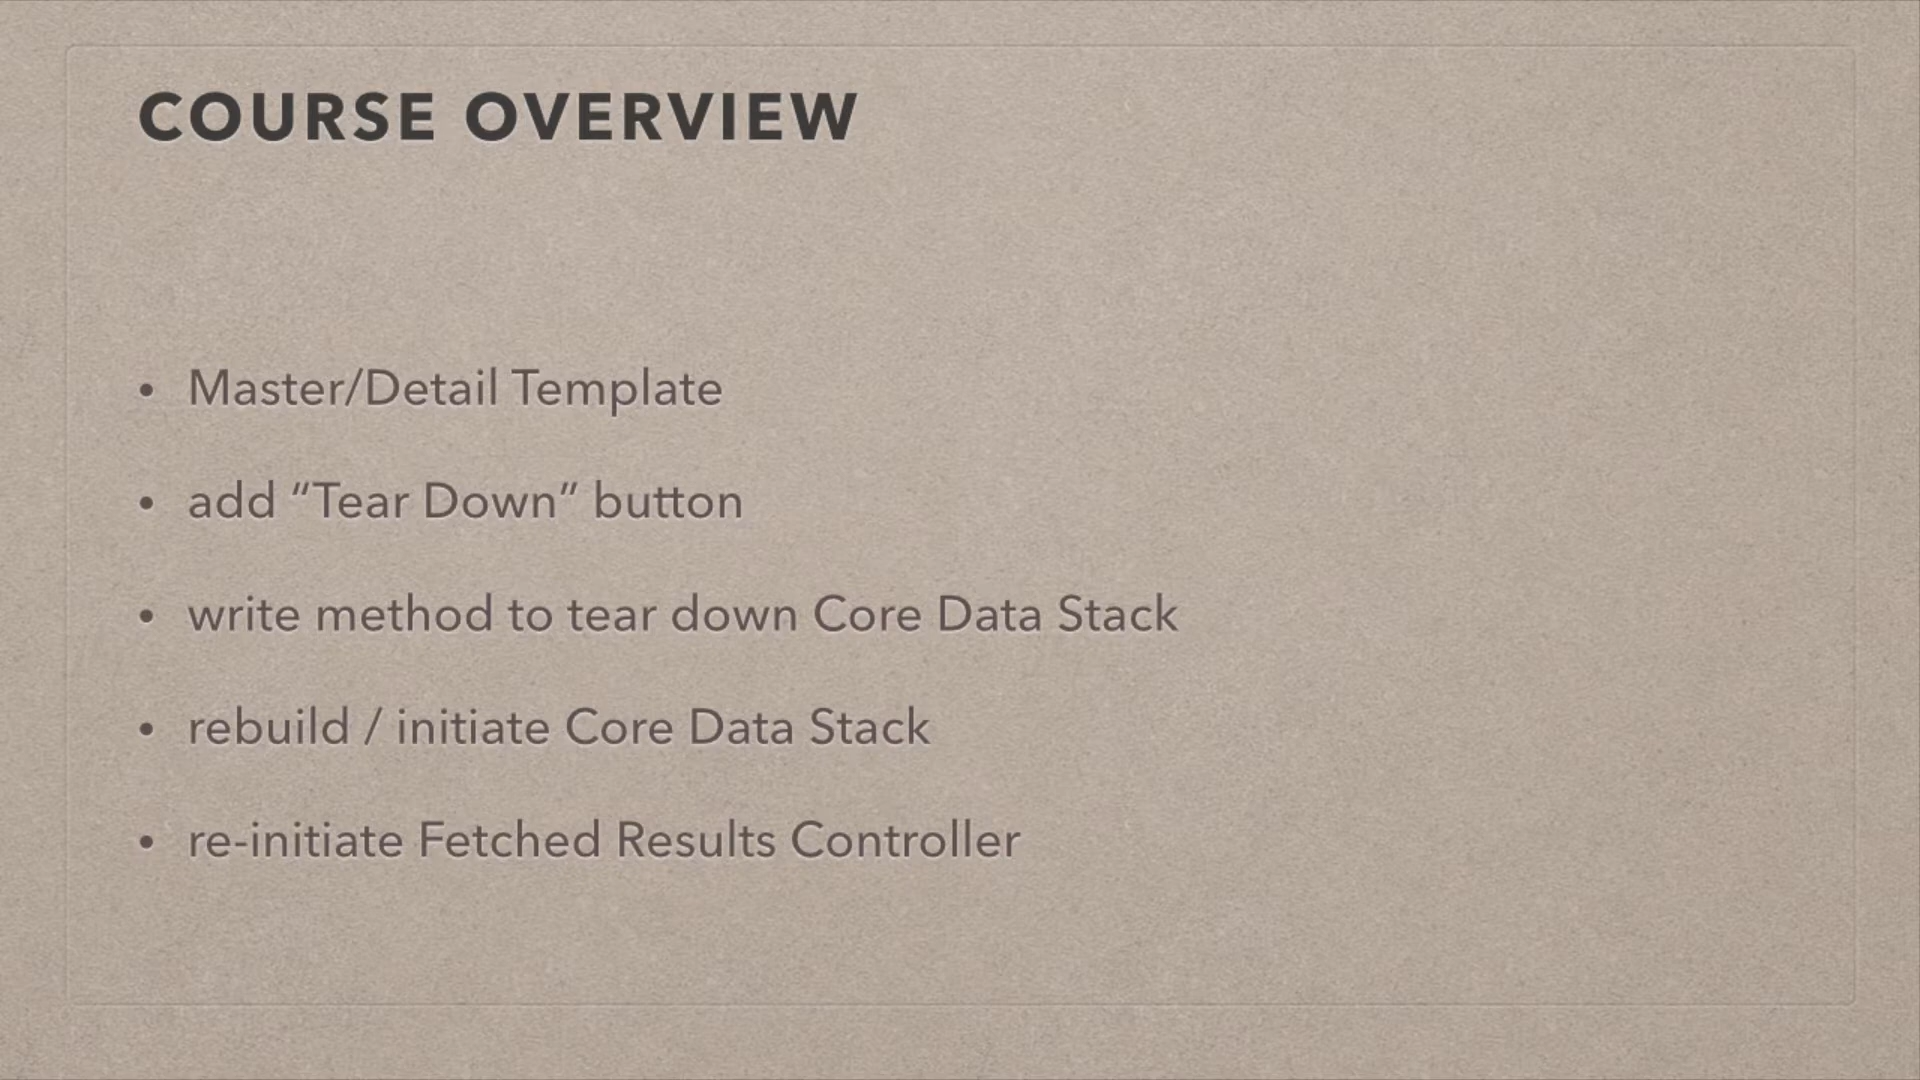 COURSE OVERVIEW
• Master/Detail Template
• add “Tear Down” button
• write method to tear down Core Data Stack
• rebuild / initiate Core Data Stack
• re-initiate Fetched Results Controller